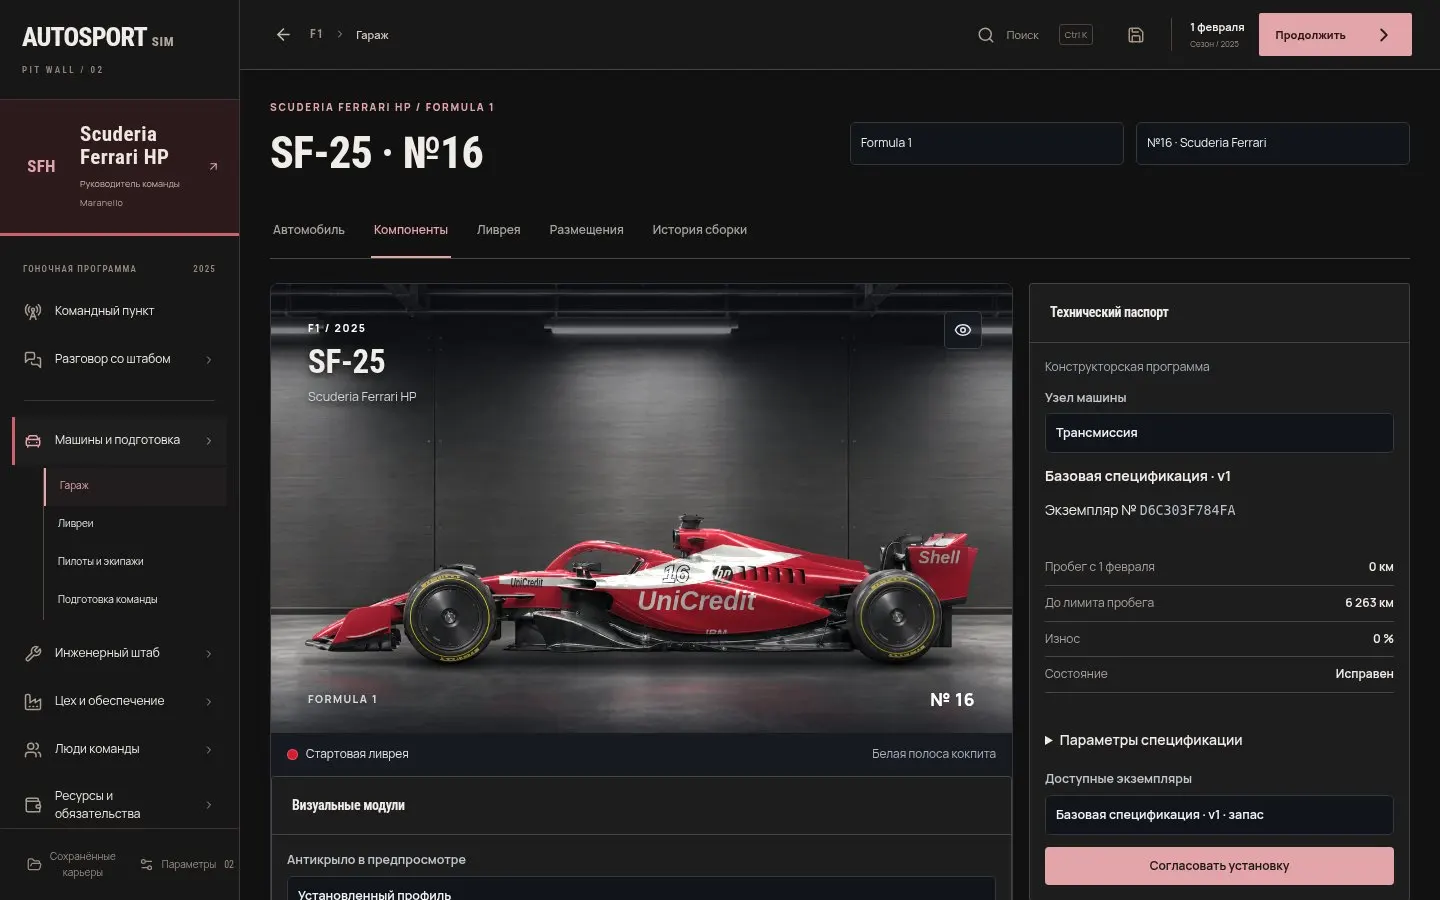 AUTOSPORT SIM
PIT WALL / 02
SFH
Scuderia
Ferrari HP
Руководитель команды
Maranello
ГОНОЧНАЯ ПРОГРАММА 2025
Командный пункт
Разговор со штабом
Машины и подготовка
Гараж
Ливреи
Пилоты и экипажи
Подготовка команды
Инженерный штаб
Цех и обеспечение
Люди команды
Ресурсы и
обязательства
Сохранённые
карьеры
Параметры 02
F1 Гараж
Поиск Ctrl K
1 февраля
Сезон / 2025
Продолжить
SCUDERIA FERRARI HP / FORMULA 1
SF-25 · №16
Formula 1
№16 · Scuderia Ferrari
Автомобиль Компоненты Ливрея Размещения История сборки
F1 / 2025
SF-25
Scuderia Ferrari HP
Shell
UniCredit
16
hp
UniCredit
IBM
FORMULA 1
№ 16
Стартовая ливрея
Белая полоса кокпита
Визуальные модули
Антикрыло в предпросмотре
Установленный профиль
Технический паспорт
Конструкторская программа
Узел машины
Трансмиссия
Базовая спецификация · v1
Экземпляр № D6C303F784FA
Пробег с 1 февраля 0 км
До лимита пробега 6 263 км
Износ 0 %
Состояние Исправен
Параметры спецификации
Доступные экземпляры
Базовая спецификация · v1 · запас
Согласовать установку